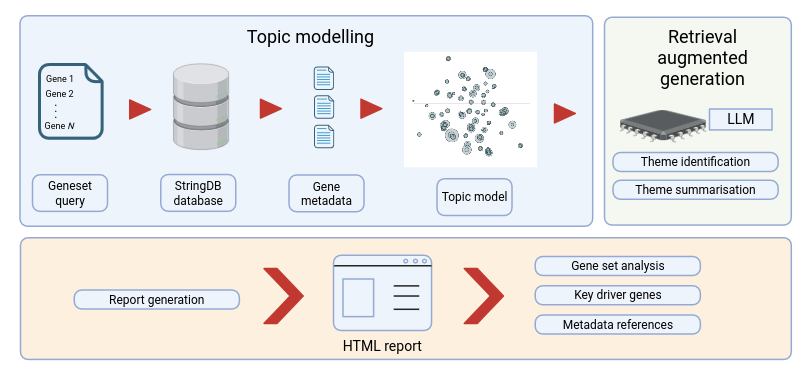 Topic modelling
Gene 1
Gene 2
:
Gene N
Geneset
query
StringDB
database
Gene
metadata
Topic model
Retrieval
augmented
generation
LLM
Theme identification
Theme summarisation
Report generation
HTML report
Gene set analysis
Key driver genes
Metadata references